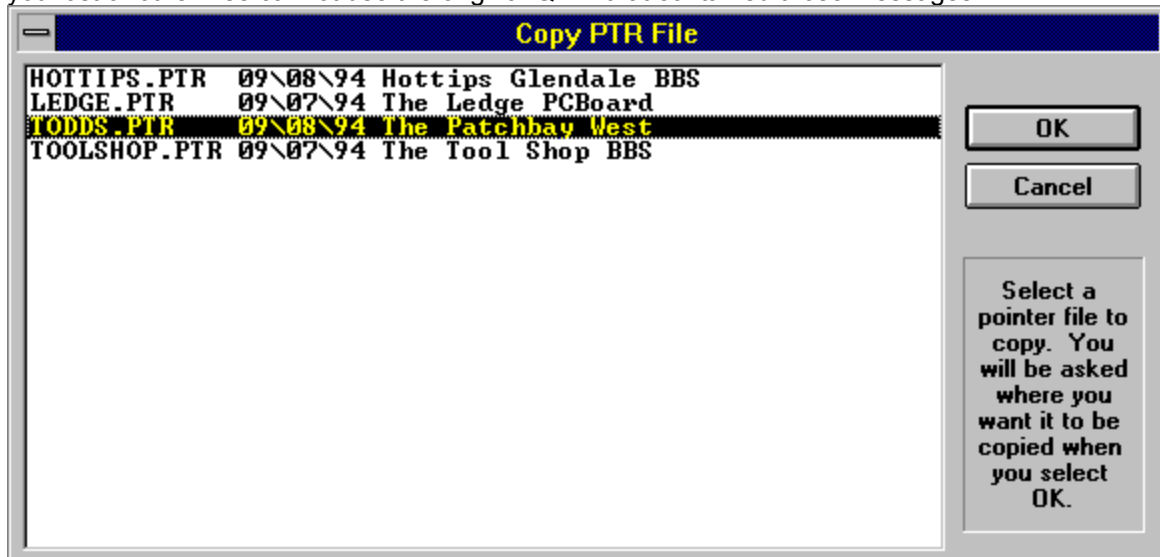 Copy PTR File
HOTTIPS.PTR 09\08\94 Hottips Glendale BBS
LEDGE.PTR 09\07\94 The Ledge PCBoard
TODDS.PTR 09\08\94 The Patchbay West
TOOLSHOP.PTR 09\07\94 The Tool Shop BBS
OK
Cancel
Select a
pointer file to
copy. You
will be asked
where you
want it to be
copied when
you select
OK.